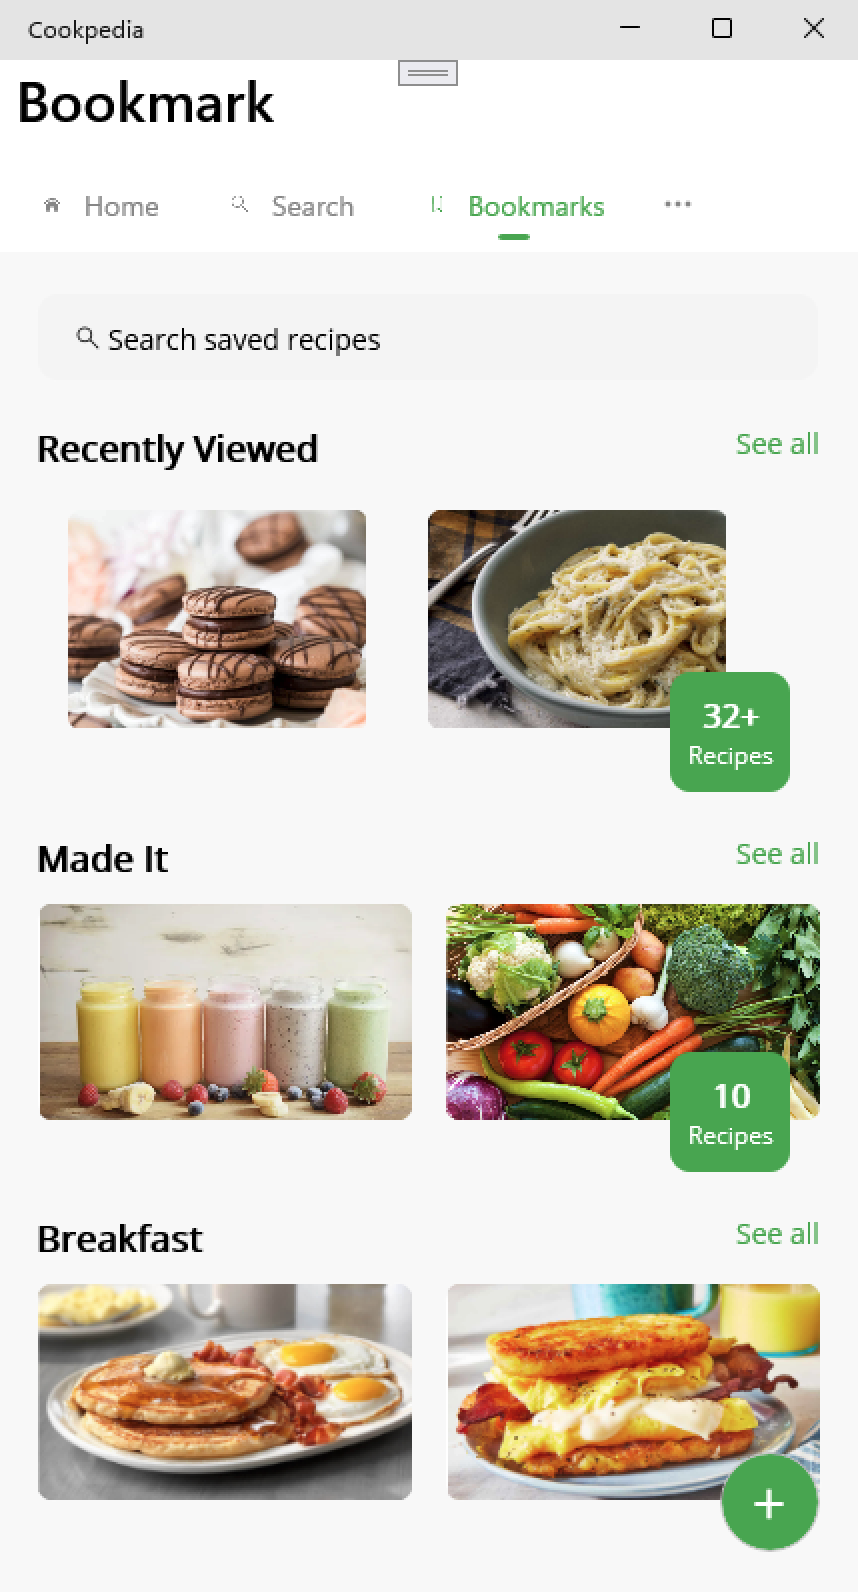 Cookpedia
Bookmark
Home
Search
Bookmarks
Search saved recipes
Recently Viewed
See all
32+
Recipes
Made It
See all
10
Recipes
Breakfast
See all